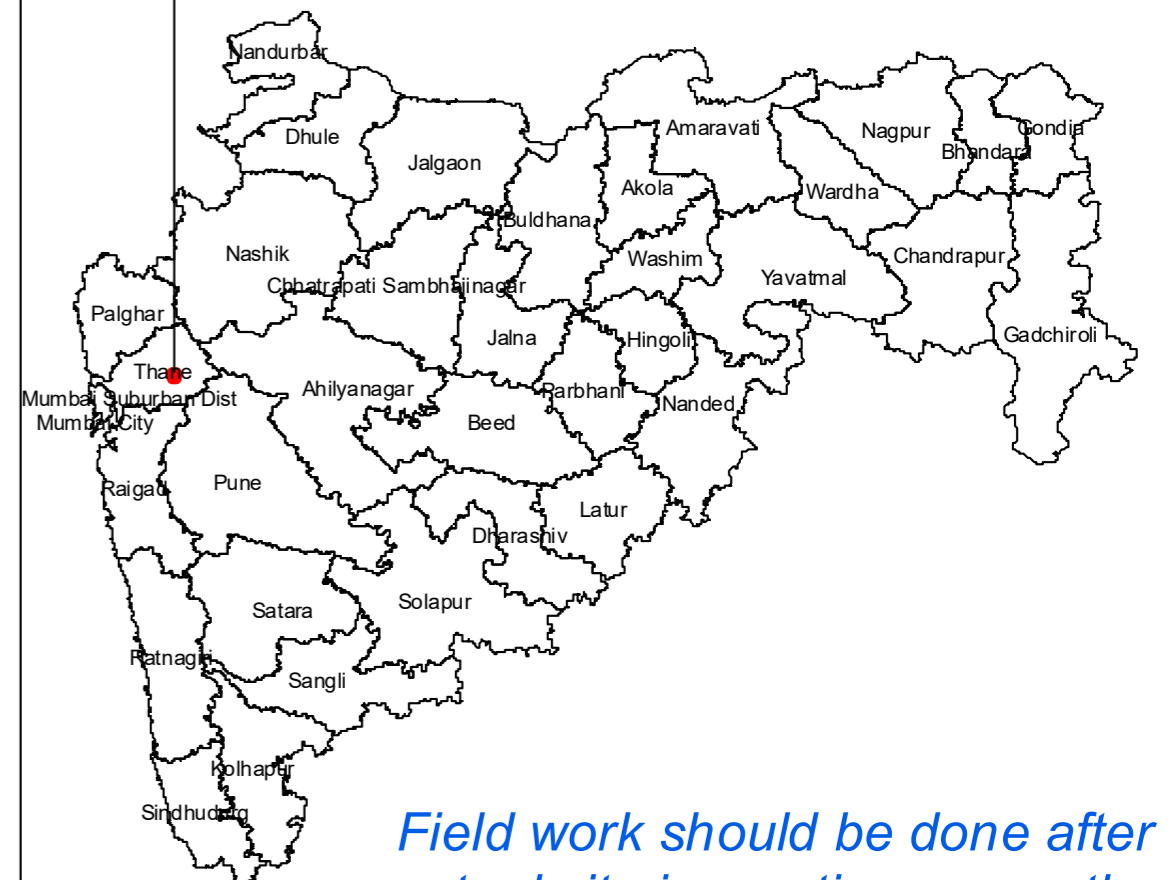 Nandurbar
Dhule
Jalgaon
Amaravati
Nagpur
Gondia
Bhandara
Akola
Wardha
Buldhana
Nashik
Washim
Chandrapur
Yavatmal
Chhatrapati Sambhajinagar
Palghar
Jalna
Hingoli
Gadchiroli
Thane
Ahilyanagar
Parbhani
Mumbai Suburban Dist
Nanded
Mumbai City
Beed
Raigad
Pune
Latur
Dharashiv
Satara
Solapur
Ratnagiri
Sangli
Kolhapur
Sindhudurg
Field work should be done after